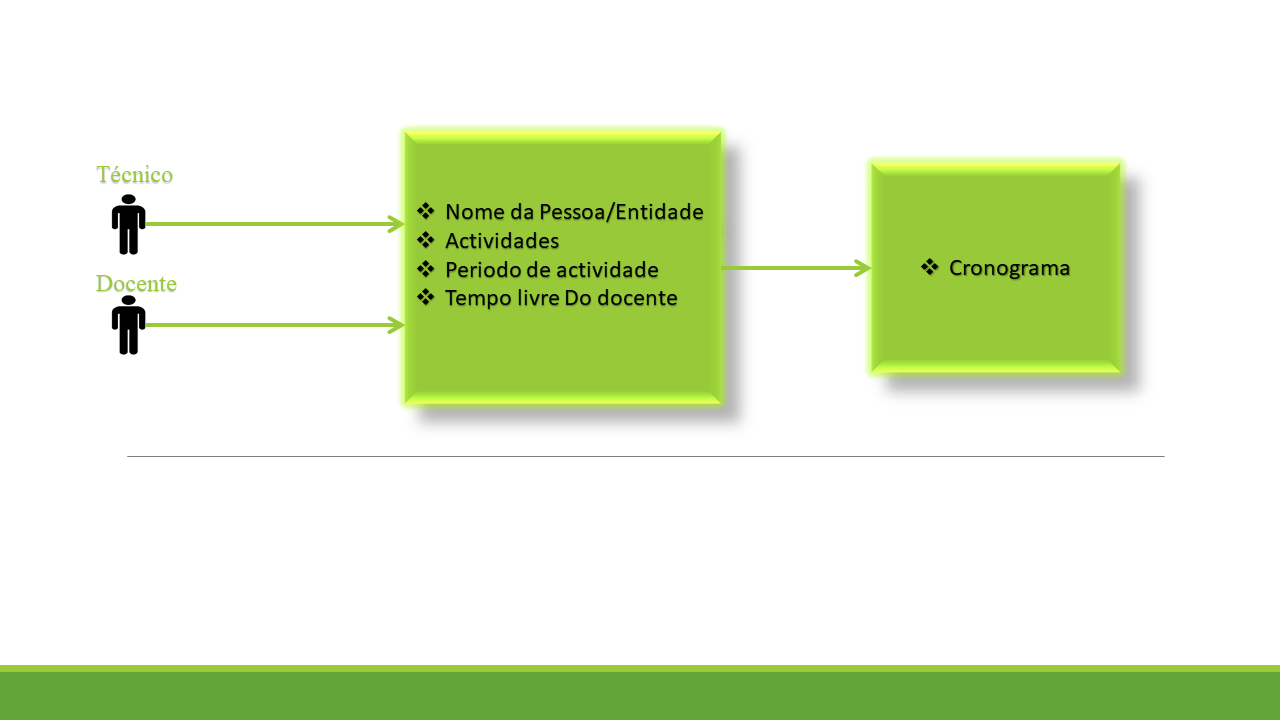 Técnico
Docente
Nome da Pessoa/Entidade
Actividades
Periodo de actividade
Tempo livre Do docente
Cronograma